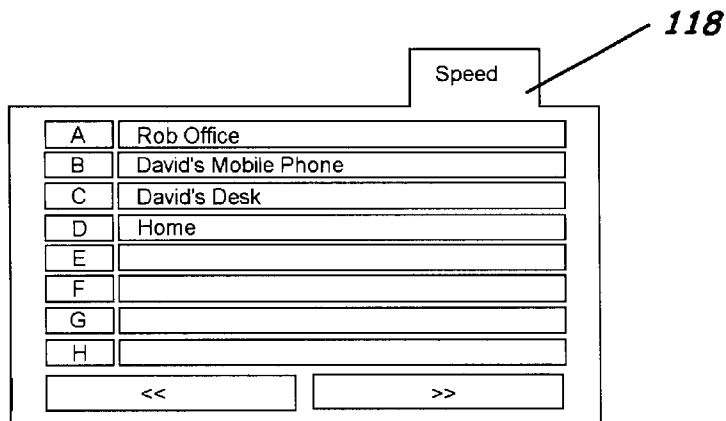 118
Speed
A Rob Office
B David's Mobile Phone
C David's Desk
D Home
E
F
G
H
<< >>